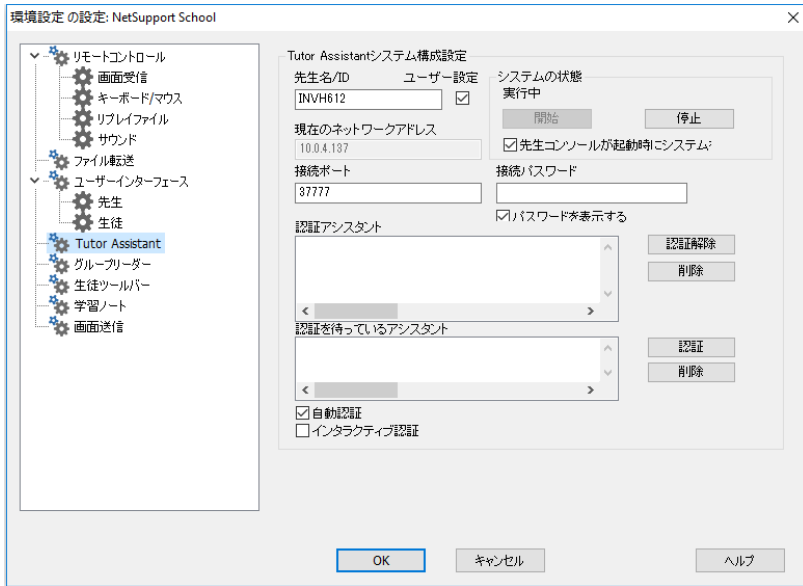 環境設定 の設定: NetSupport School
リモートコントロール
画面受信
キーボード/マウス
リプレイファイル
サウンド
ファイル転送
ユーザーインターフェース
先生
生徒
Tutor Assistant
グループリーダー
生徒ツールバー
学習ノート
画面送信
Tutor Assistantシステム構成設定
先生名/ID
ユーザー設定
INVH612
現在のネットワークアドレス
10.0.4.137
接続ポート
37777
システムの状態
実行中
開始
停止
先生コンソールが起動時にシステム
接続パスワード
パスワードを表示する
認証アシスタント
認証解除
削除
認証を待っているアシスタント
認証
削除
自動認証
インタラクティブ認証
OK
キャンセル
ヘルプ